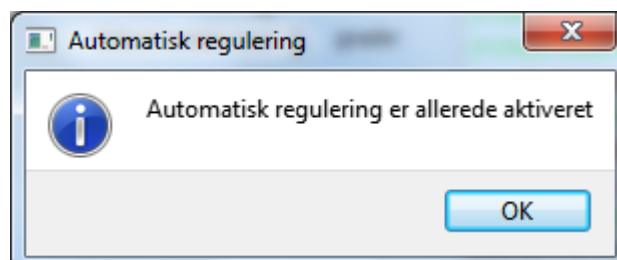 Automatisk regulering
Automatisk regulering er allerede aktiveret
OK